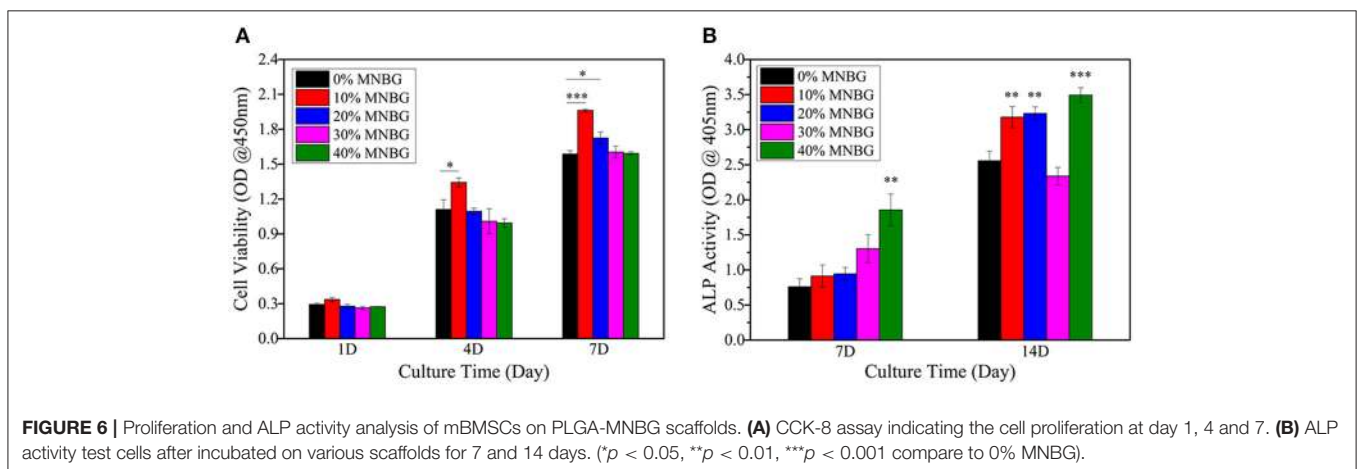 A
2.4
2.1
1.8
1.5
1.2
0.9
0.6
0.3
0.0
Cell Viability (OD @450nm)
0% MNBG
10% MNBG
20% MNBG
30% MNBG
40% MNBG
*
*
***
1D
4D
7D
Culture Time (Day)
B
4.0
3.5
3.0
2.5
2.0
1.5
1.0
0.5
0.0
ALP Activity (OD @ 405nm)
0% MNBG
10% MNBG
20% MNBG
30% MNBG
40% MNBG
**
**
**
***
7D
14D
Culture Time (Day)
FIGURE 6 | Proliferation and ALP activity analysis of mBMSCs on PLGA-MNBG scaffolds. (A) CCK-8 assay indicating the cell proliferation at day 1, 4 and 7. (B) ALP
activity test cells after incubated on various scaffolds for 7 and 14 days. (*p < 0.05, **p < 0.01, ***p < 0.001 compare to 0% MNBG).